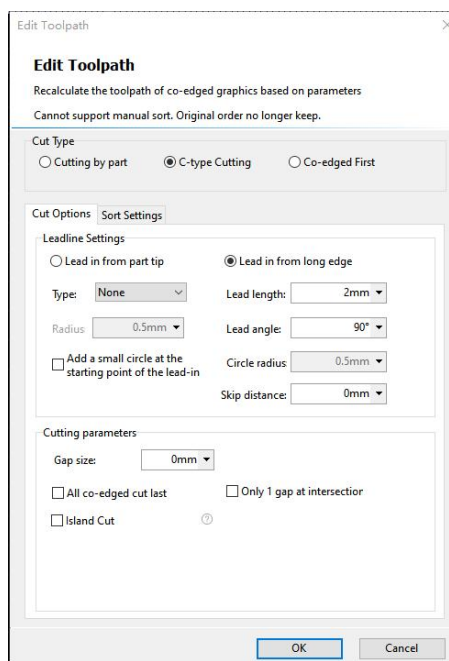 Edit Toolpath
Edit Toolpath
Recalculate the toolpath of co-edged graphics based on parameters
Cannot support manual sort. Original order no longer keep.
Cut Type
Cutting by part
C-type Cutting
Co-edged First
Cut Options
Sort Settings
Leadline Settings
Lead in from part tip
Lead in from long edge
Type:
None
Lead length:
2mm
Radius
0.5mm
Lead angle:
90°
Add a small circle at the
starting point of the lead-in
Circle radius
0.5mm
Skip distance:
0mm
Cutting parameters
Gap size:
0mm
All co-edged cut last
Only 1 gap at intersection
Island Cut
?
OK
Cancel